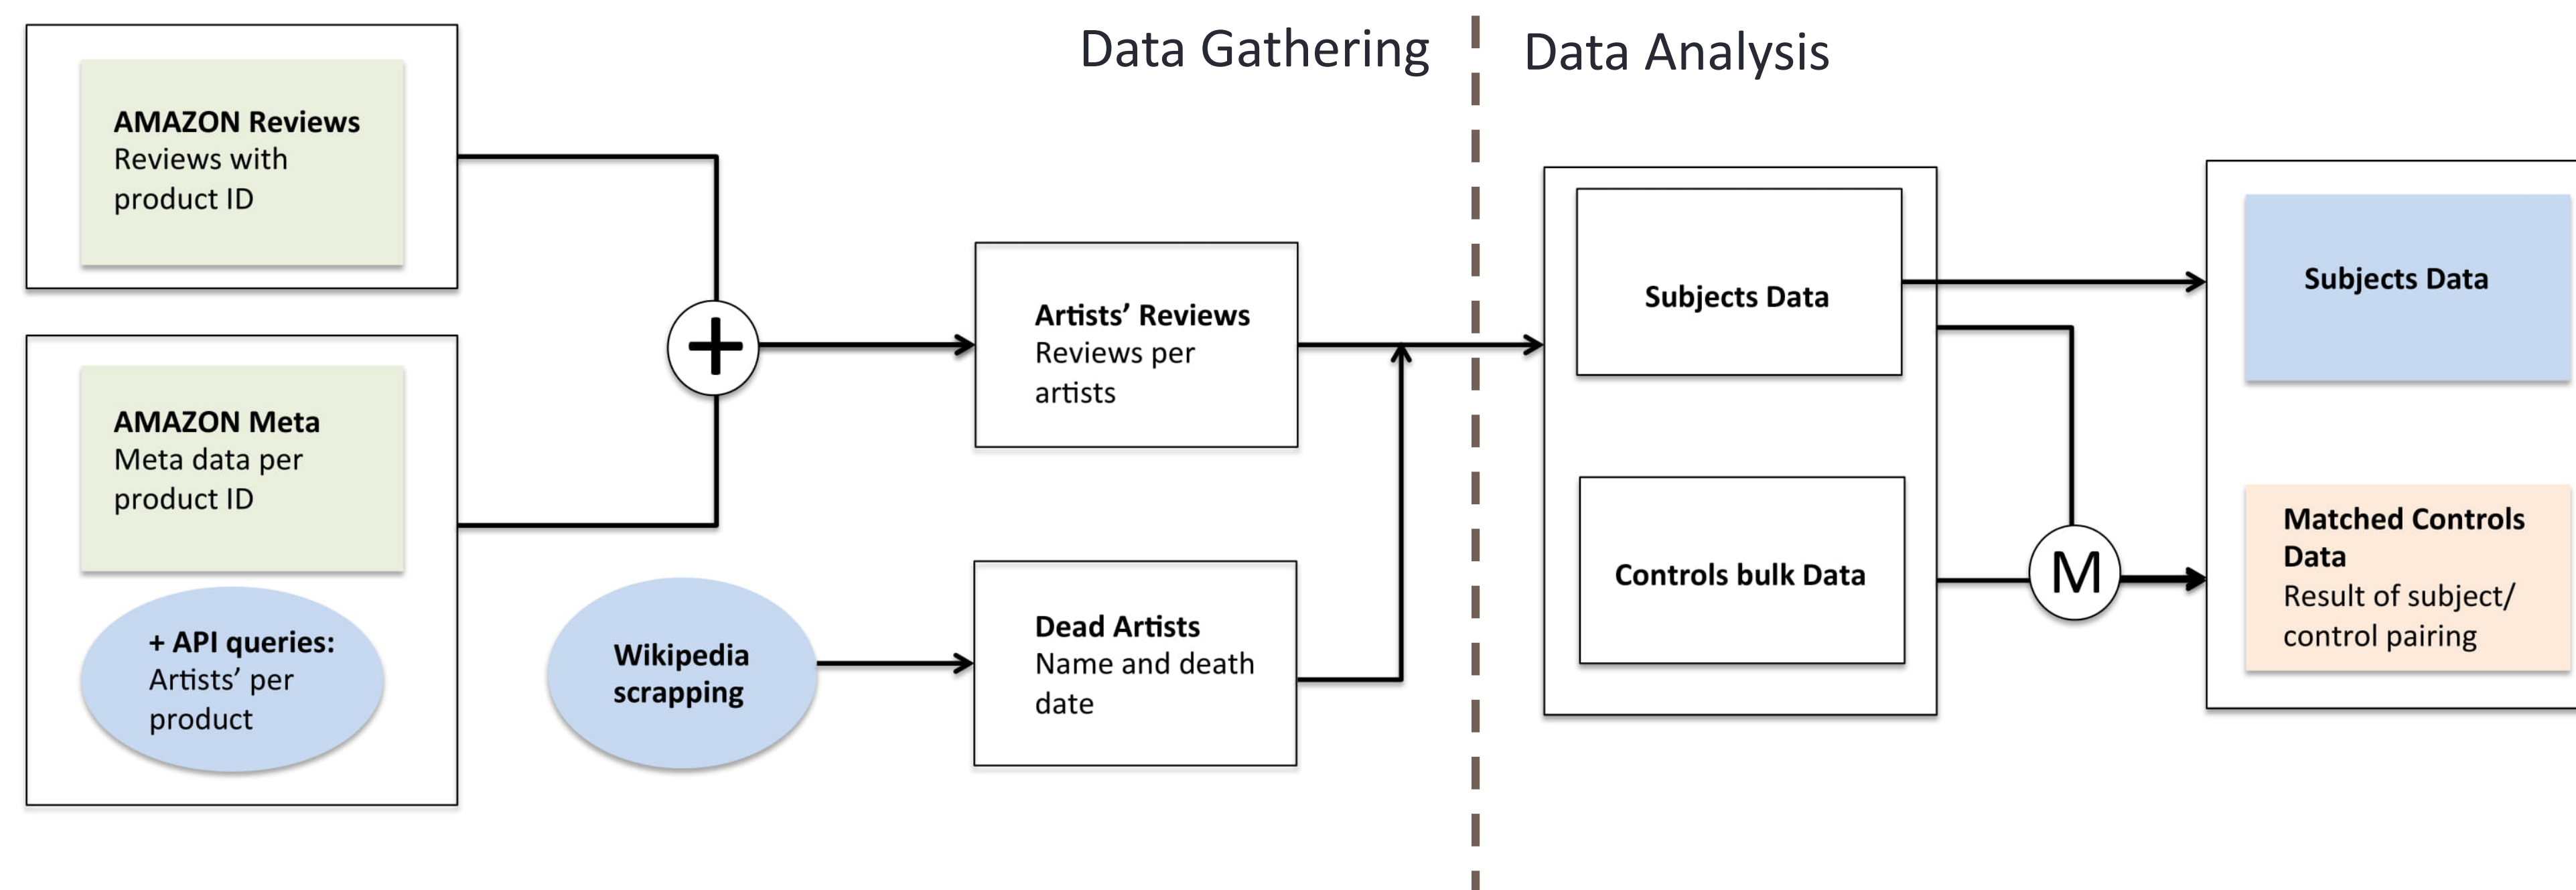 Data Gathering
Data Analysis
AMAZON Reviews
Reviews with
product ID
AMAZON Meta
Meta data per
product ID
+ API queries:
Artists' per
product
+
Wikipedia
scrapping
Artists' Reviews
Reviews per
artists
Dead Artists
Name and death
date
Subjects Data
Controls bulk Data
M
Subjects Data
Matched Controls
Data
Result of subject/
control pairing